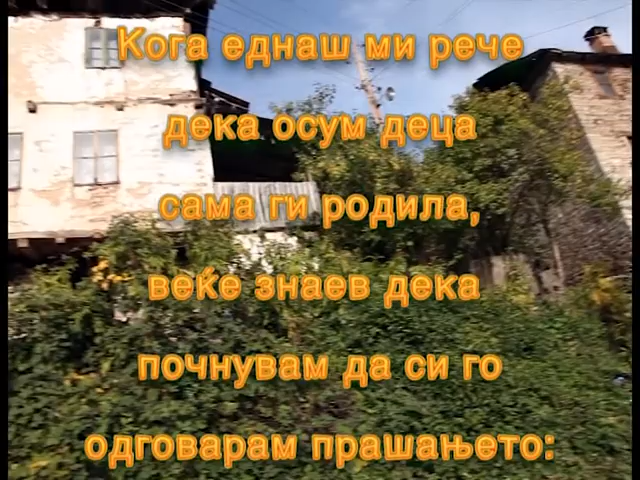 Кога еднаш ми рече
дека осум деца
сама ги родила,
веќе знаев дека
почнувам да си го
одговарам прашањето: